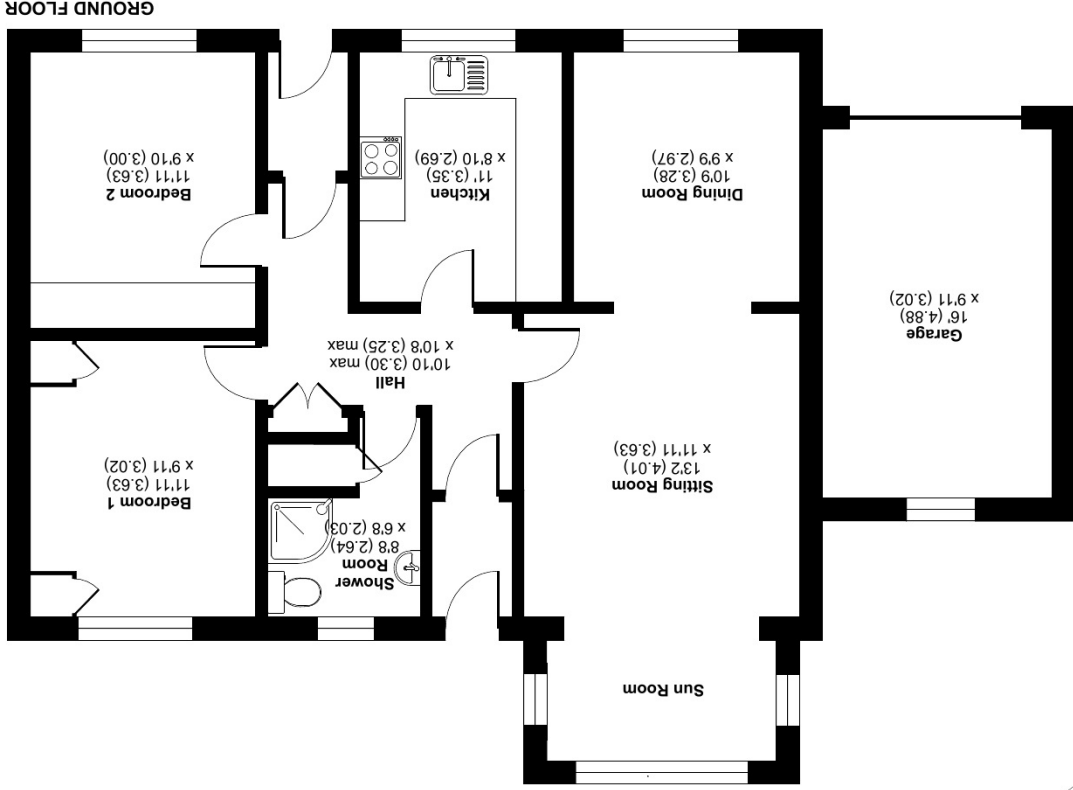 Sun Room
Shower
Room
8'8 (2.64)
x 6'8 (2.03)
Sitting Room
13'2 (4.01)
x 11'11 (3.63)
Bedroom 1
11'11 (3.63)
x 9'11 (3.02)
Hall
10'10 (3.30) max
x 10'8 (3.25) max
Garage
16' (4.88)
x 9'11 (3.02)
Dining Room
10'9 (3.28)
x 9'9 (2.97)
Kitchen
11' (3.35)
x 8'10 (2.69)
Bedroom 2
11'11 (3.63)
x 9'10 (3.00)
GROUND FLOOR